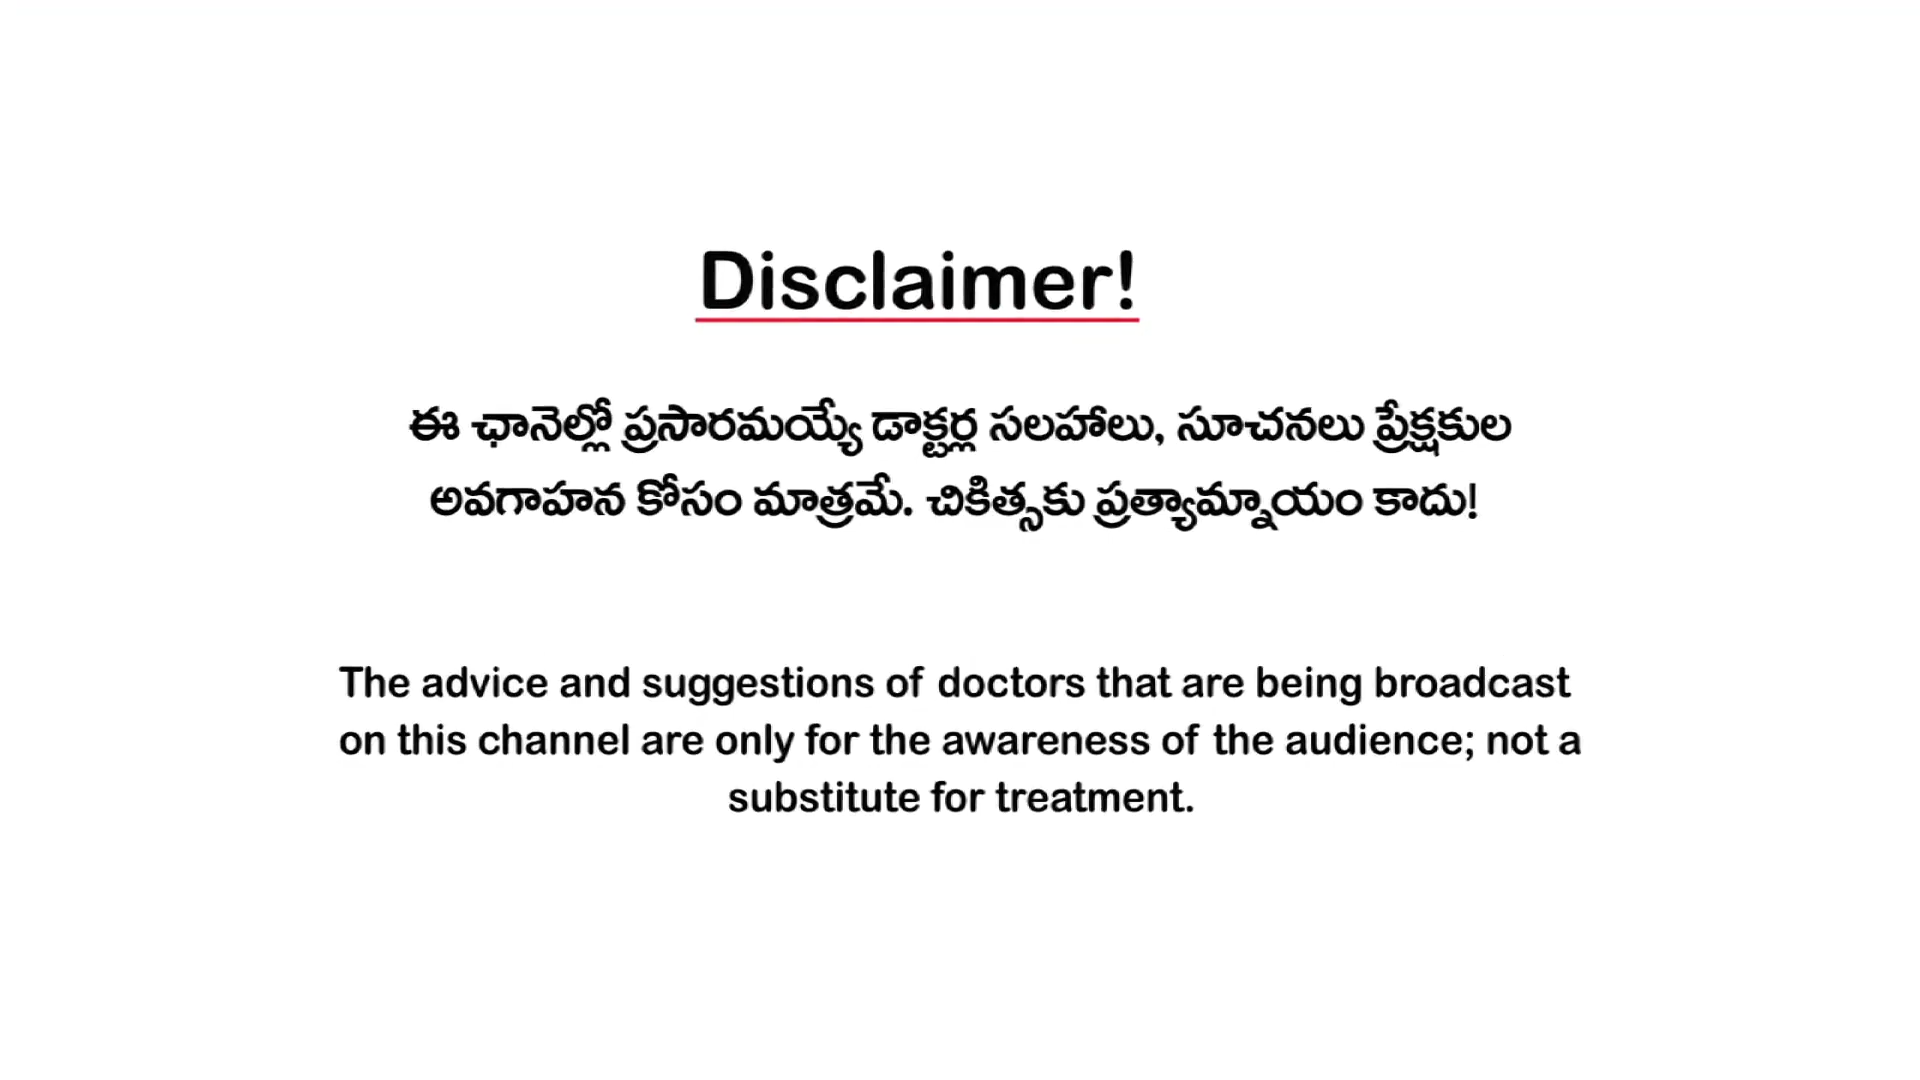 Disclaimer!
ఈ ఛానెల్లో ప్రసారమయ్యే డాక్టర్ల సలహాలు, సూచనలు ప్రేక్షకుల
అవగాహన కోసం మాత్రమే. చికిత్సకు ప్రత్యామ్నాయం కాదు!
The advice and suggestions of doctors that are being broadcast
on this channel are only for the awareness of the audience; not a
substitute for treatment.